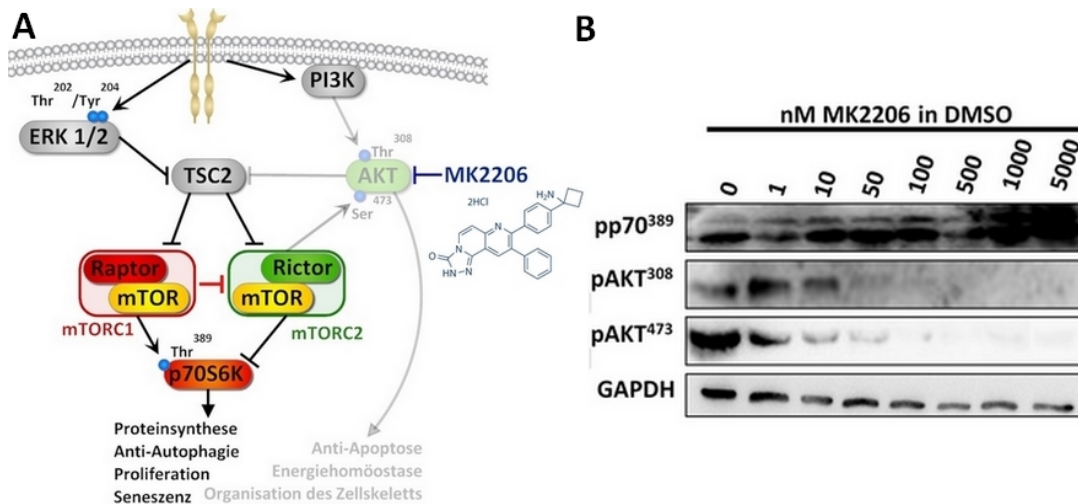 A
Thr 202 /Tyr 204
ERK 1/2
PI3K
Thr 308
TSC2
AKT
MK2206
Ser 473
2HCl
H₂N
N
N
O
N
HN-N
Raptor
mTOR
mTORC1
Rictor
mTOR
mTORC2
Thr 389
p70S6K
Proteinsynthese
Anti-Autophagie
Proliferation
Seneszenz
Anti-Apoptose
Energiehomöostase
Organisation des Zellskeletts
B
nM MK2206 in DMSO
0 1 10 50 100 500 1000 5000
pp70³⁸⁹
pAKT³⁰⁸
pAKT⁴⁷³
GAPDH